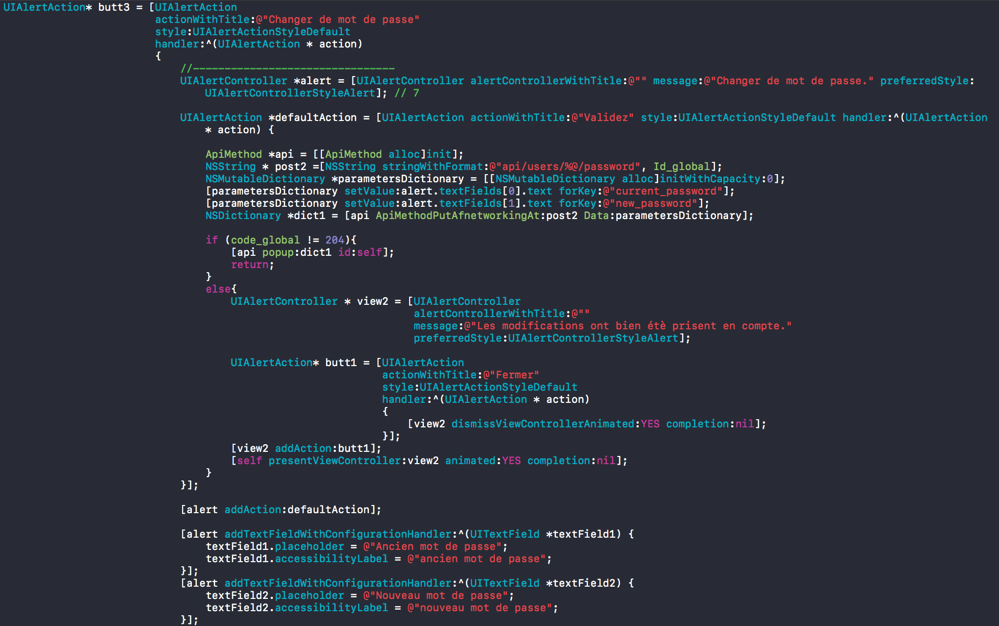 UIAlertAction* butt3 = [UIAlertAction
actionWithTitle:@"Changer de mot de passe"
style:UIAlertActionStyleDefault
handler:^(UIAlertAction * action)
{
//--------------------------------
UIAlertController *alert = [UIAlertController alertControllerWithTitle:@"" message:@"Changer de mot de passe." preferredStyle:
UIAlertControllerStyleAlert]; // 7
UIAlertAction *defaultAction = [UIAlertAction actionWithTitle:@"Validez" style:UIAlertActionStyleDefault handler:^(UIAlertAction
* action) {
ApiMethod *api = [[ApiMethod alloc]init];
NSString * post2 =[NSString stringWithFormat:@"api/users/%@/password", Id_global];
NSMutableDictionary *parametersDictionary = [[NSMutableDictionary alloc]initWithCapacity:0];
[parametersDictionary setValue:alert.textFields[0].text forKey:@"current_password"];
[parametersDictionary setValue:alert.textFields[1].text forKey:@"new_password"];
NSDictionary *dict1 = [api ApiMethodPutAfnetworkingAt:post2 Data:parametersDictionary];
if (code_global != 204){
[api popup:dict1 id:self];
return;
}
else{
UIAlertController * view2 = [UIAlertController
alertControllerWithTitle:@""
message:@"Les modifications ont bien étè prisent en compte."
preferredStyle:UIAlertControllerStyleAlert];
UIAlertAction* butt1 = [UIAlertAction
actionWithTitle:@"Fermer"
style:UIAlertActionStyleDefault
handler:^(UIAlertAction * action)
{
[view2 dismissViewControllerAnimated:YES completion:nil];
}];
[view2 addAction:butt1];
[self presentViewController:view2 animated:YES completion:nil];
}
}];
[alert addAction:defaultAction];
[alert addTextFieldWithConfigurationHandler:^(UITextField *textField1) {
textField1.placeholder = @"Ancien mot de passe";
textField1.accessibilityLabel = @"ancien mot de passe";
}];
[alert addTextFieldWithConfigurationHandler:^(UITextField *textField2) {
textField2.placeholder = @"Nouveau mot de passe";
textField2.accessibilityLabel = @"nouveau mot de passe";
}];